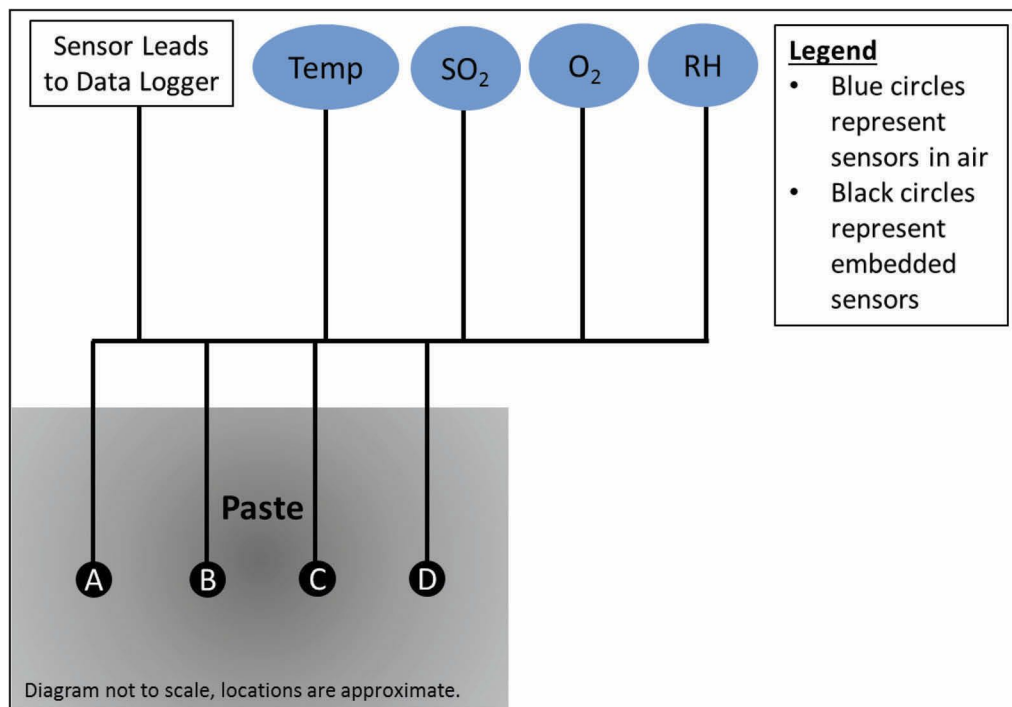 Sensor Leads
to Data Logger
Temp
SO₂
O₂
RH
Legend
• Blue circles
represent
sensors in air
• Black circles
represent
embedded
sensors
Paste
A
B
C
D
Diagram not to scale, locations are approximate.